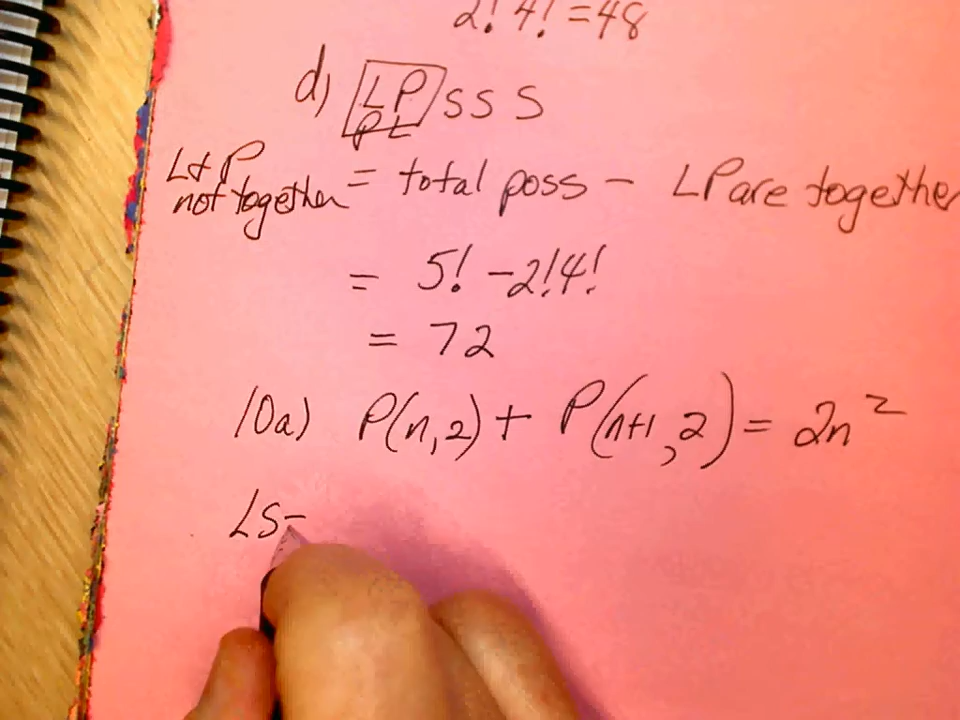 2! 4! = 48
d) LP S S S
PL
L & P
not together = total poss - LP are together
= 5! - 2!4!
= 72
10a) P(n,2) + P(n+1,2) = 2n²
LS=